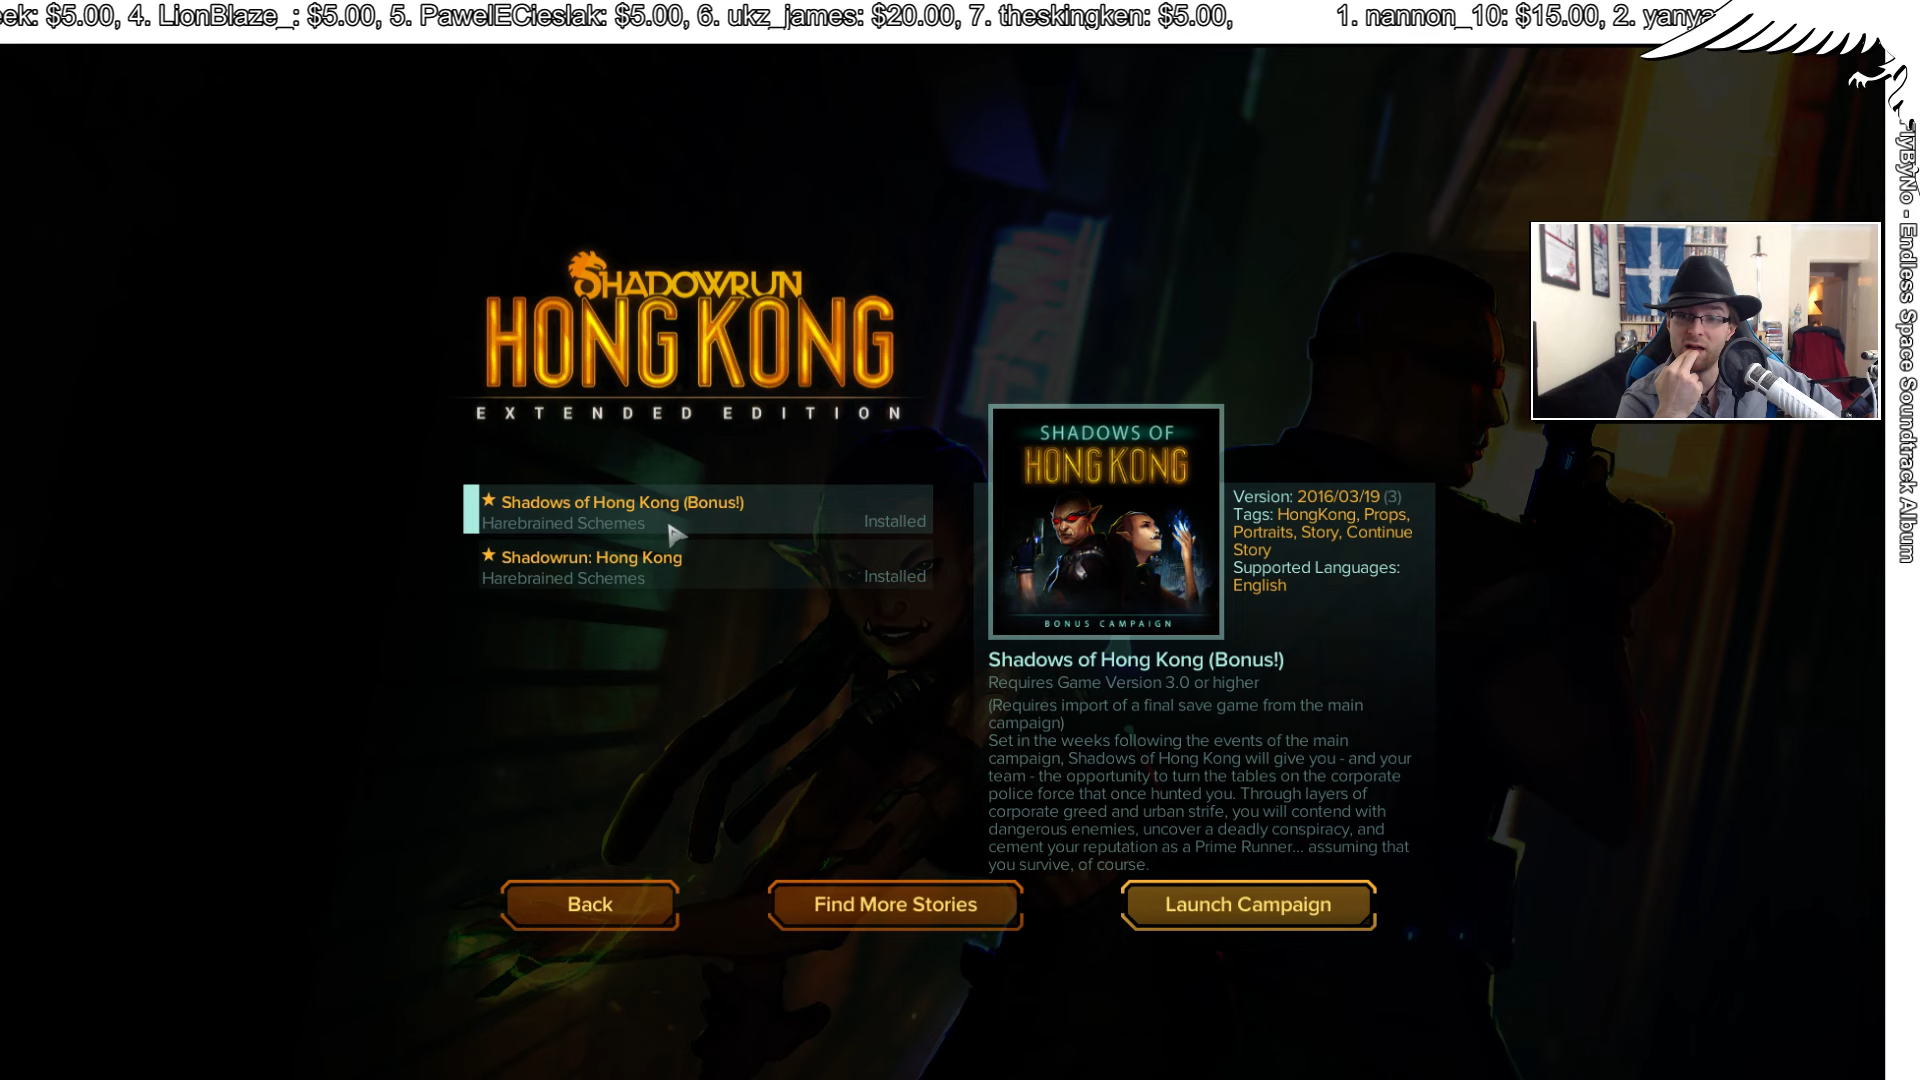 eek: $5.00, 4. LionBlaze_: $5.00, 5. PawelECieslak: $5.00, 6. ukz_james: $20.00, 7. theskingken: $5.00, 1. nannon_10: $15.00, 2. yanya
SHADOWRUN
HONG KONG
EXTENDED EDITION
★ Shadows of Hong Kong (Bonus!)
Harebrained Schemes Installed
★ Shadowrun: Hong Kong
Harebrained Schemes Installed
SHADOWS OF
HONG KONG
BONUS CAMPAIGN
Version: 2016/03/19 (3)
Tags: HongKong, Props,
Portraits, Story, Continue
Story
Supported Languages:
English
Shadows of Hong Kong (Bonus!)
Requires Game Version 3.0 or higher
(Requires import of a final save game from the main
campaign)
Set in the weeks following the events of the main
campaign, Shadows of Hong Kong will give you - and your
team - the opportunity to turn the tables on the corporate
police force that once hunted you. Through layers of
corporate greed and urban strife, you will contend with
dangerous enemies, uncover a deadly conspiracy, and
cement your reputation as a Prime Runner... assuming that
you survive, of course.
Back
Find More Stories
Launch Campaign
FlyByNo - Endless Space Soundtrack Album